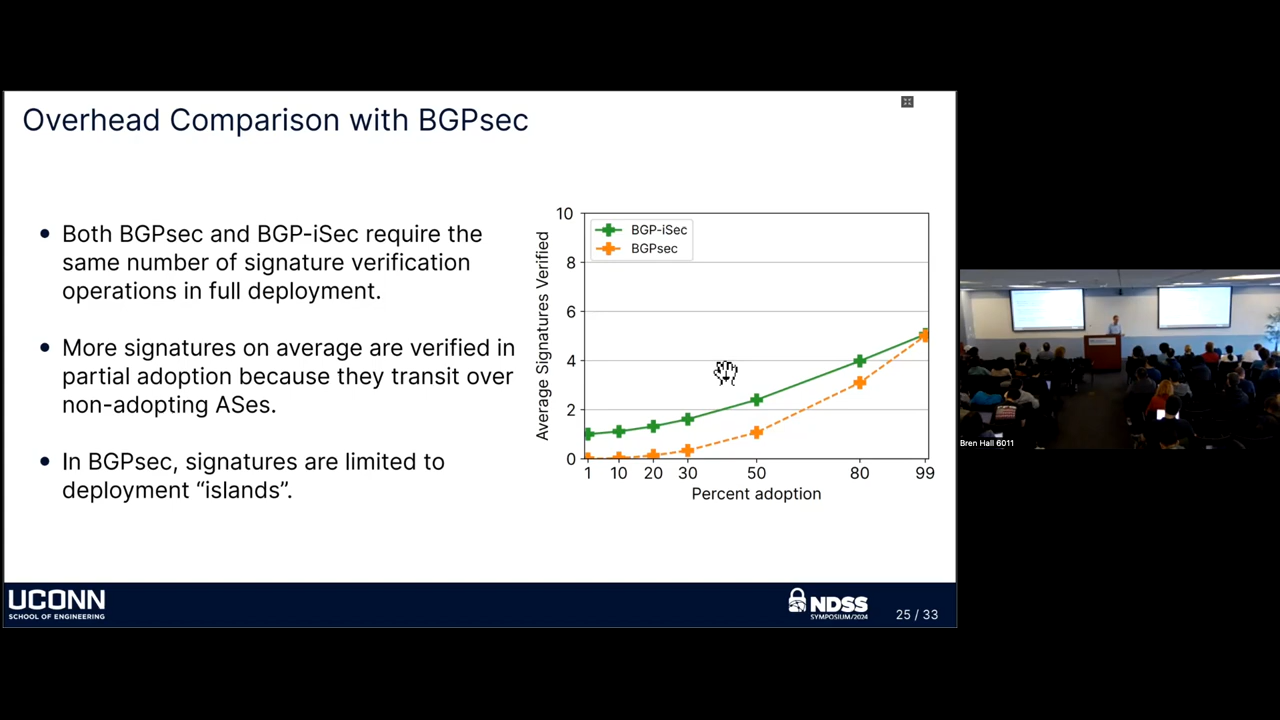 Overhead Comparison with BGPsec
• Both BGPsec and BGP-iSec require the
same number of signature verification
operations in full deployment.
• More signatures on average are verified in
partial adoption because they transit over
non-adopting ASes.
• In BGPsec, signatures are limited to
deployment “islands”.
Average Signatures Verified
10
8
6
4
2
0
BGP-iSec
BGPsec
1 10 20 30 50 80 99
Percent adoption
UCONN
SCHOOL OF ENGINEERING
NDSS
SYMPOSIUM/2024
25 / 33
Bren Hall 6011